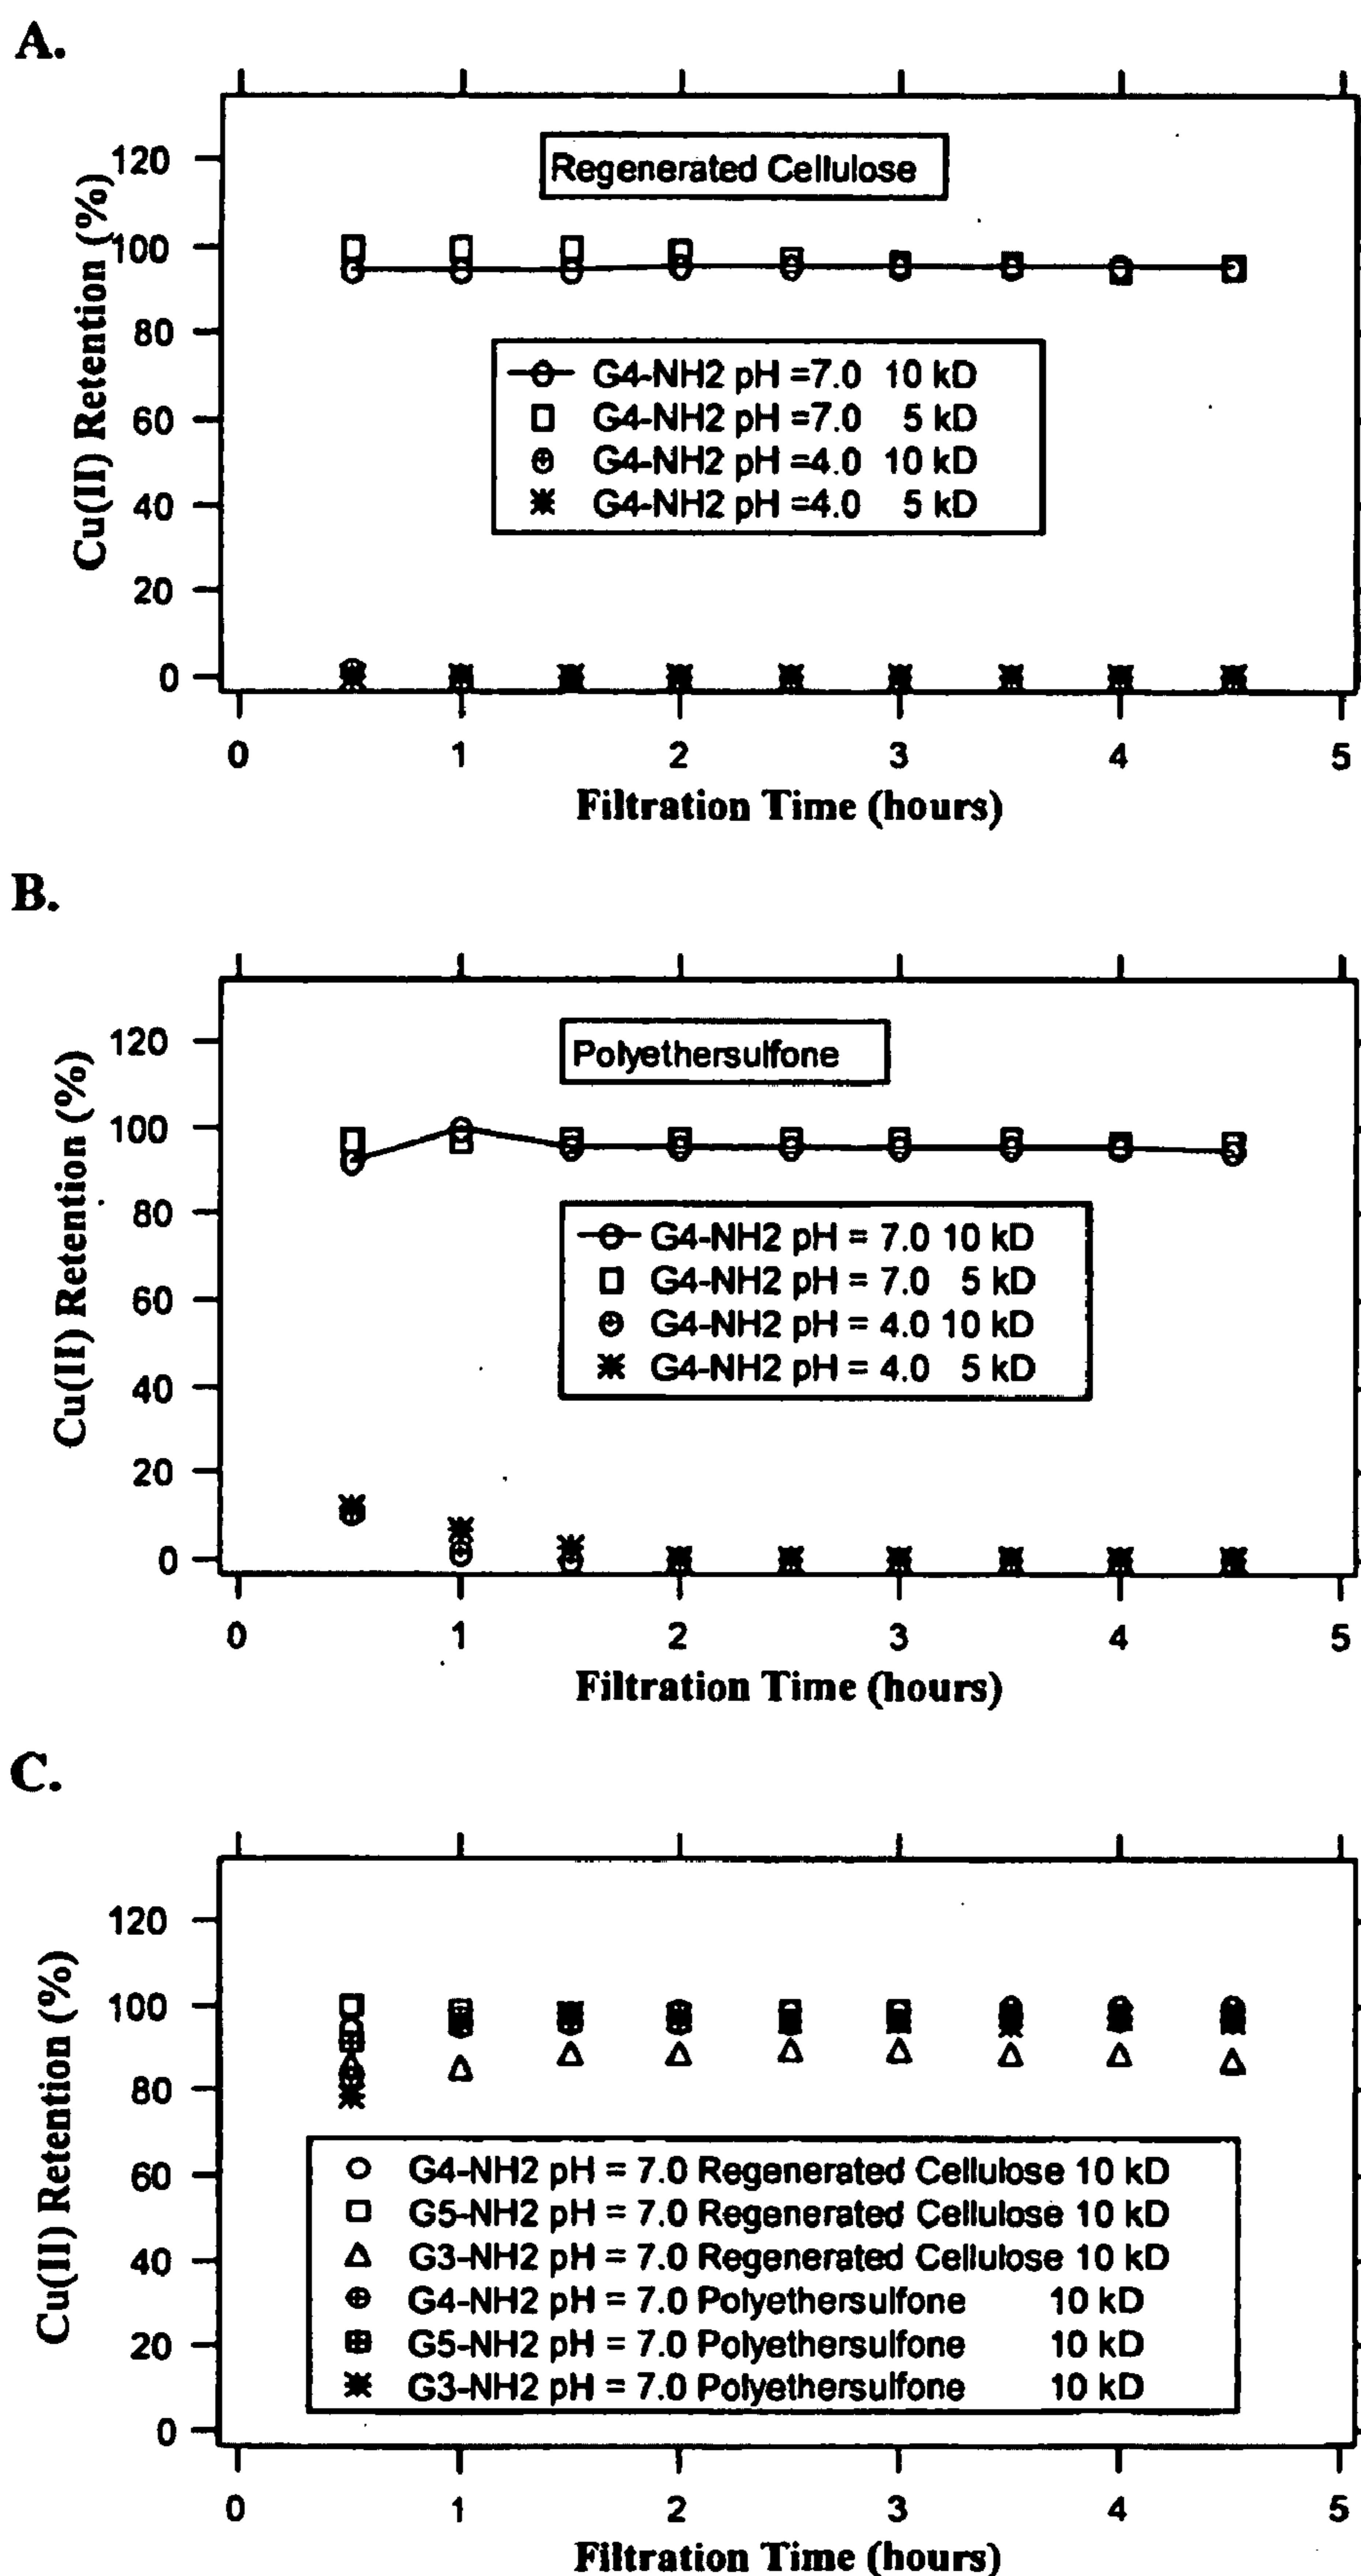 A.
Regenerated Cellulose
Cu(II) Retention (%)
120
100
80
60
40
20
0
G4-NH2 pH =7.0 10 kD
G4-NH2 pH =7.0 5 kD
G4-NH2 pH =4.0 10 kD
G4-NH2 pH =4.0 5 kD
0 1 2 3 4 5
Filtration Time (hours)
B.
Polyethersulfone
Cu(II) Retention (%)
120
100
80
60
40
20
0
G4-NH2 pH = 7.0 10 kD
G4-NH2 pH = 7.0 5 kD
G4-NH2 pH = 4.0 10 kD
G4-NH2 pH = 4.0 5 kD
0 1 2 3 4 5
Filtration Time (hours)
C.
Cu(II) Retention (%)
120
100
80
60
40
20
0
G4-NH2 pH = 7.0 Regenerated Cellulose 10 kD
G5-NH2 pH = 7.0 Regenerated Cellulose 10 kD
G3-NH2 pH = 7.0 Regenerated Cellulose 10 kD
G4-NH2 pH = 7.0 Polyethersulfone 10 kD
G5-NH2 pH = 7.0 Polyethersulfone 10 kD
G3-NH2 pH = 7.0 Polyethersulfone 10 kD
0 1 2 3 4 5
Filtration Time (hours)